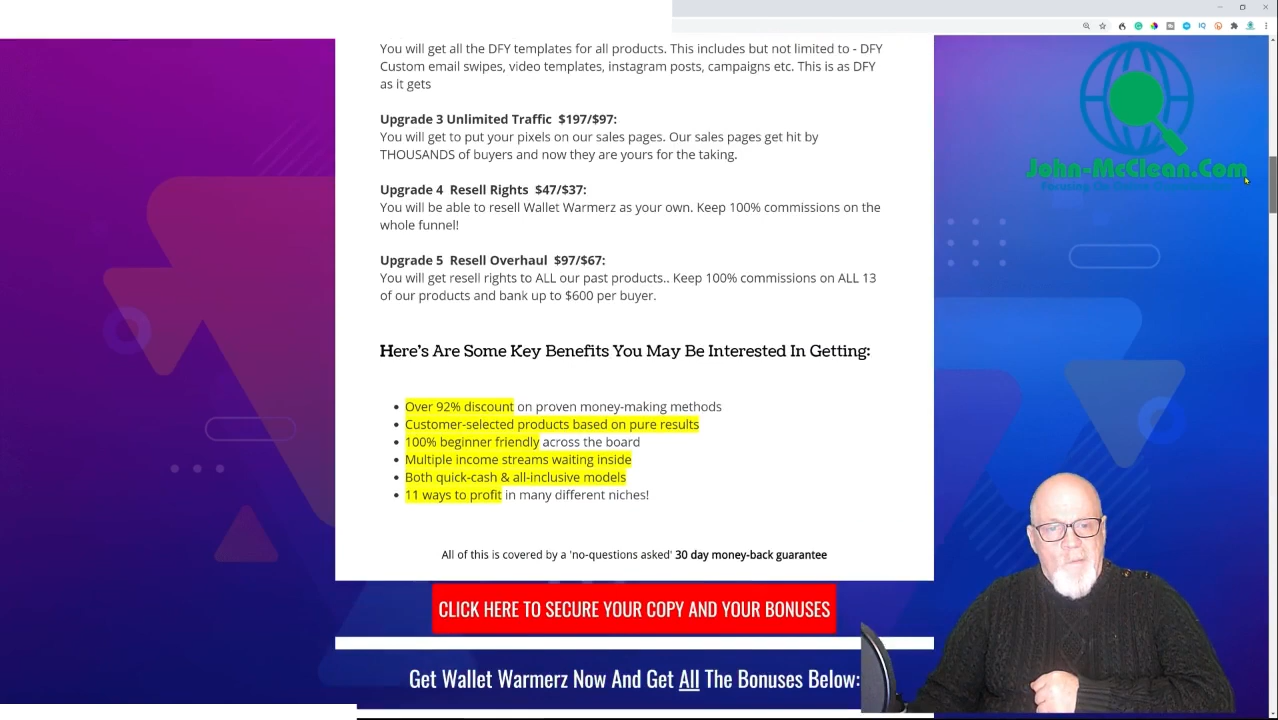 You will get all the DFY templates for all products. This includes but not limited to - DFY
Custom email swipes, video templates, instagram posts, campaigns etc. This is as DFY
as it gets
Upgrade 3 Unlimited Traffic $197/$97:
You will get to put your pixels on our sales pages. Our sales pages get hit by
THOUSANDS of buyers and now they are yours for the taking.
Upgrade 4 Resell Rights $47/$37:
You will be able to resell Wallet Warmerz as your own. Keep 100% commissions on the
whole funnel!
Upgrade 5 Resell Overhaul $97/$67:
You will get resell rights to ALL our past products.. Keep 100% commissions on ALL 13
of our products and bank up to $600 per buyer.
Here's Are Some Key Benefits You May Be Interested In Getting:
Over 92% discount on proven money-making methods
Customer-selected products based on pure results
100% beginner friendly across the board
Multiple income streams waiting inside
Both quick-cash & all-inclusive models
11 ways to profit in many different niches!
All of this is covered by a 'no-questions asked' 30 day money-back guarantee
CLICK HERE TO SECURE YOUR COPY AND YOUR BONUSES
Get Wallet Warmerz Now And Get All The Bonuses Below:
John-McClean.Com
Focusing On Online